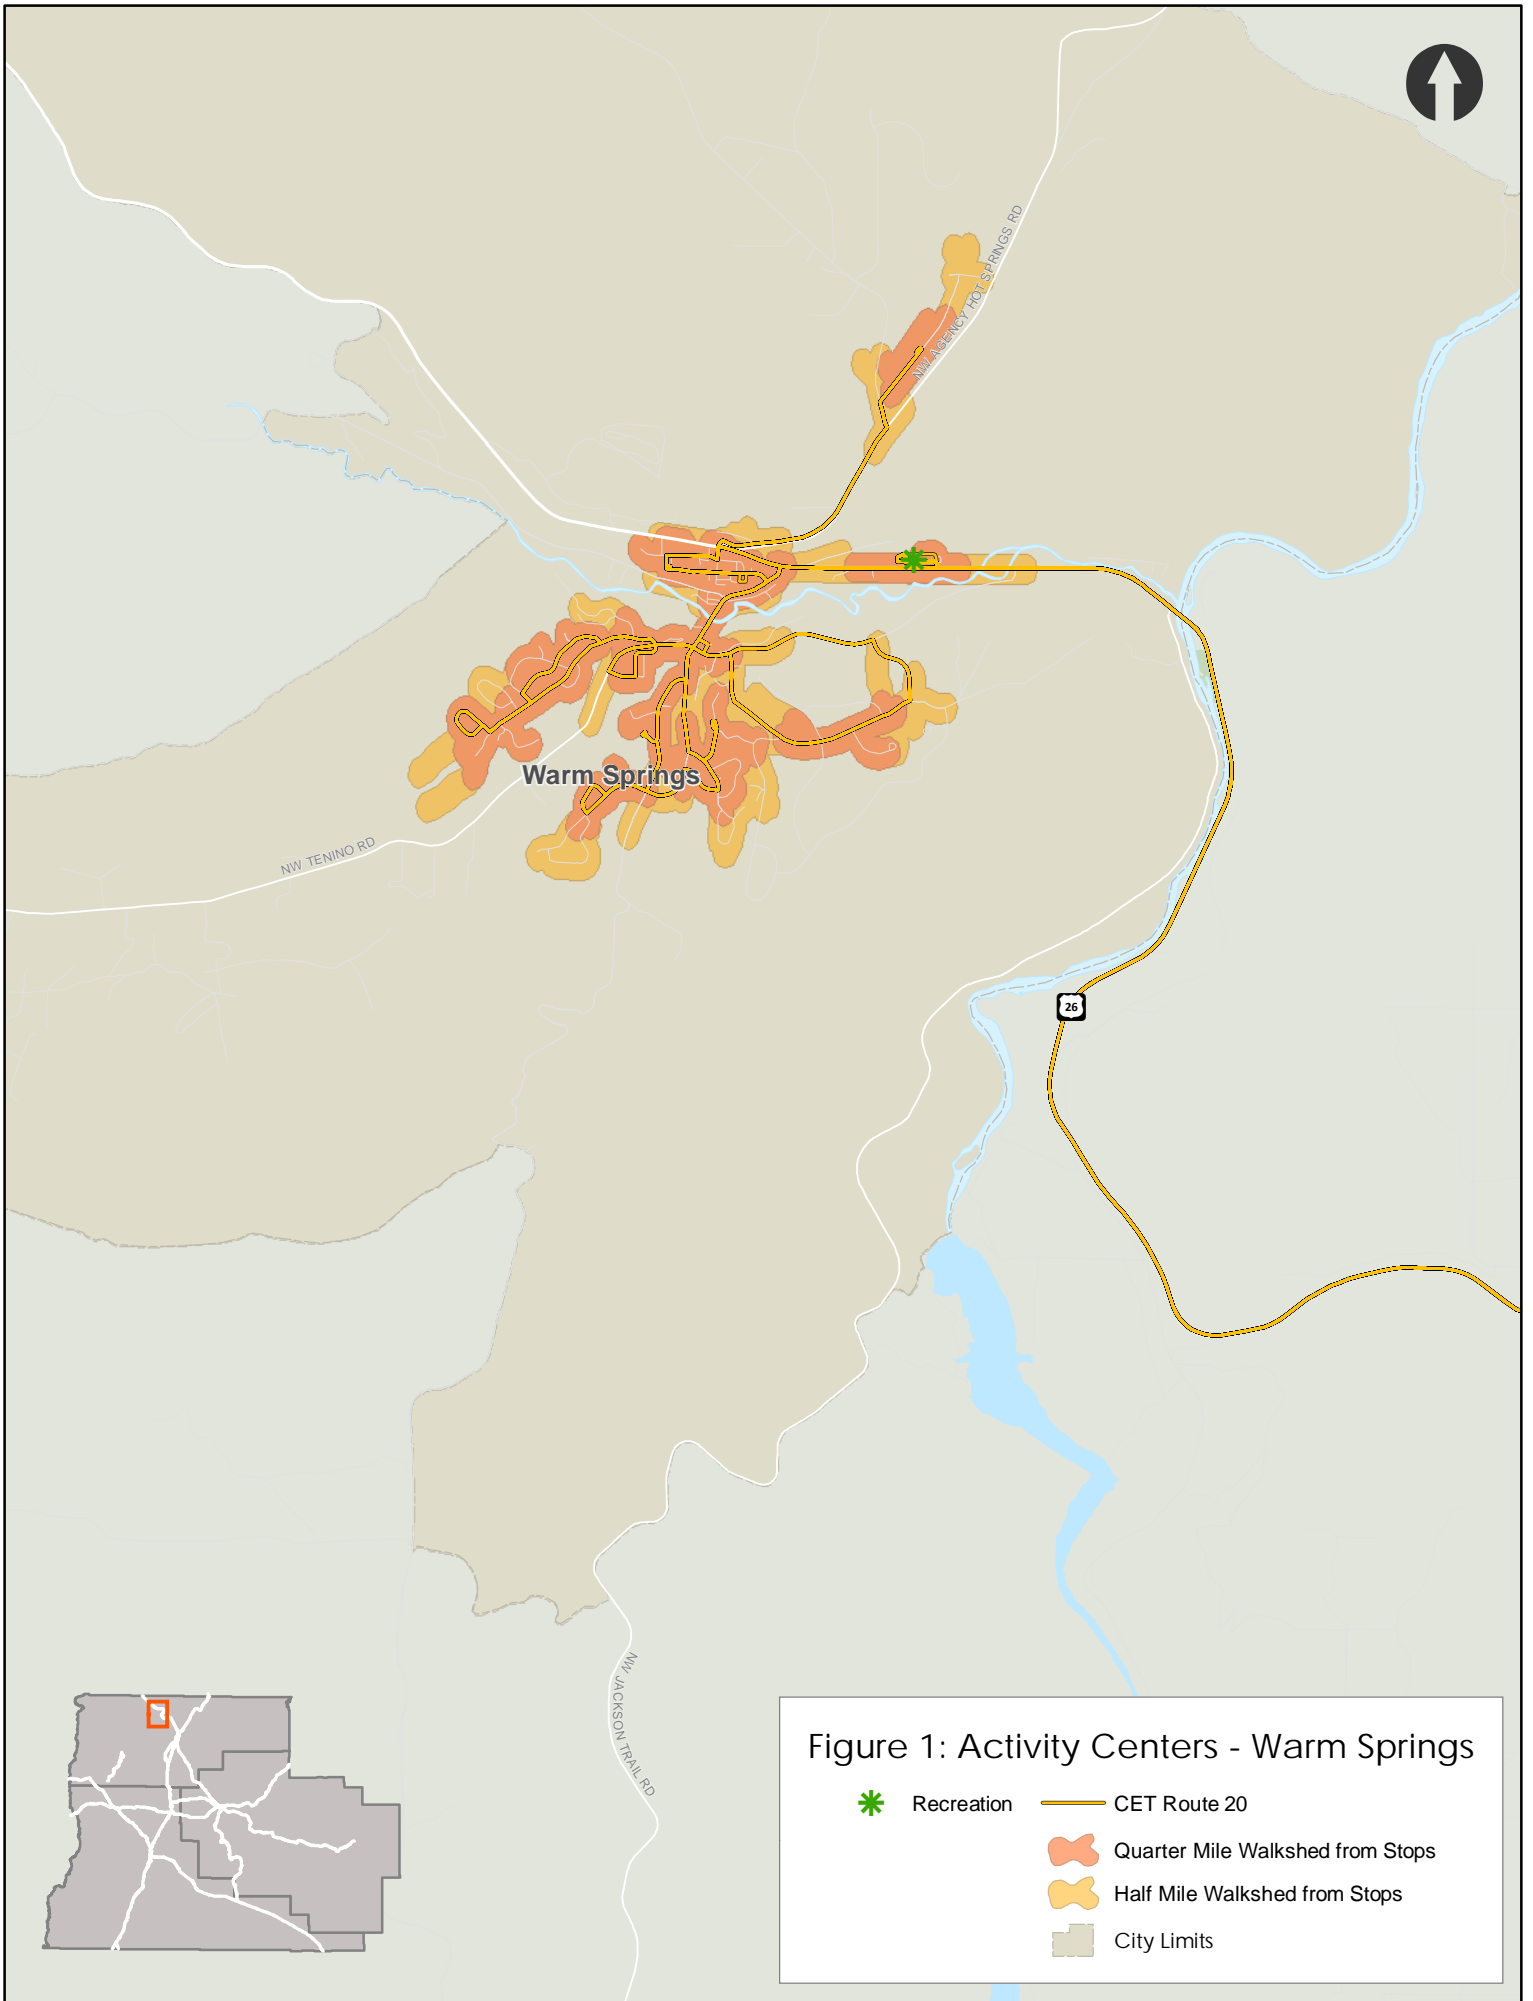 NW AGENCY HOT SPRINGS RD
Warm Springs
NW TENINO RD
26
NW JACKSON TRAIL RD
Figure 1: Activity Centers - Warm Springs
Recreation
CET Route 20
Quarter Mile Walkshed from Stops
Half Mile Walkshed from Stops
City Limits